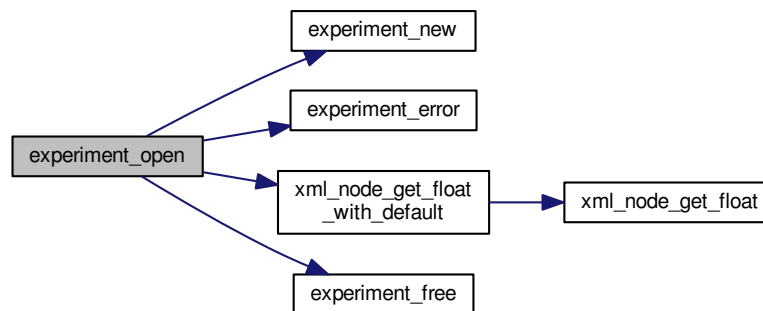 experiment_new
experiment_error
experiment_open
xml_node_get_float
_with_default
xml_node_get_float
experiment_free